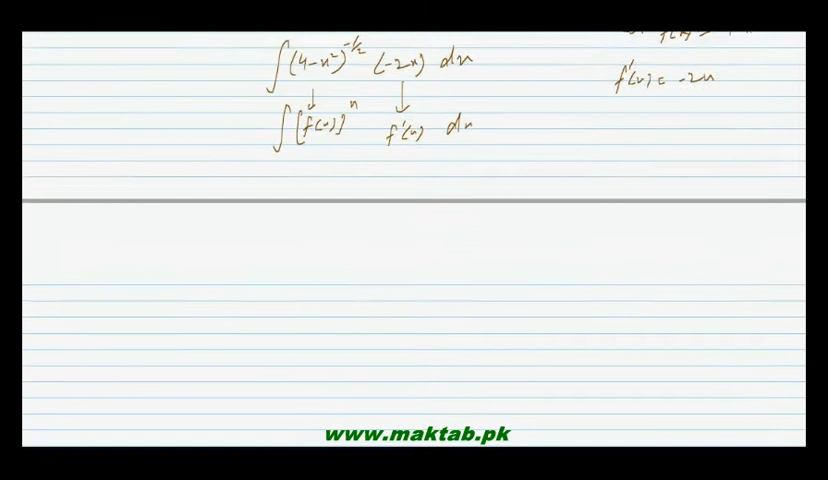 ∫(4-x²)^-1/2 (-2x) dx
f'(x) = -2x
∫[f(x)]^n f'(x) dx
www.maktab.pk